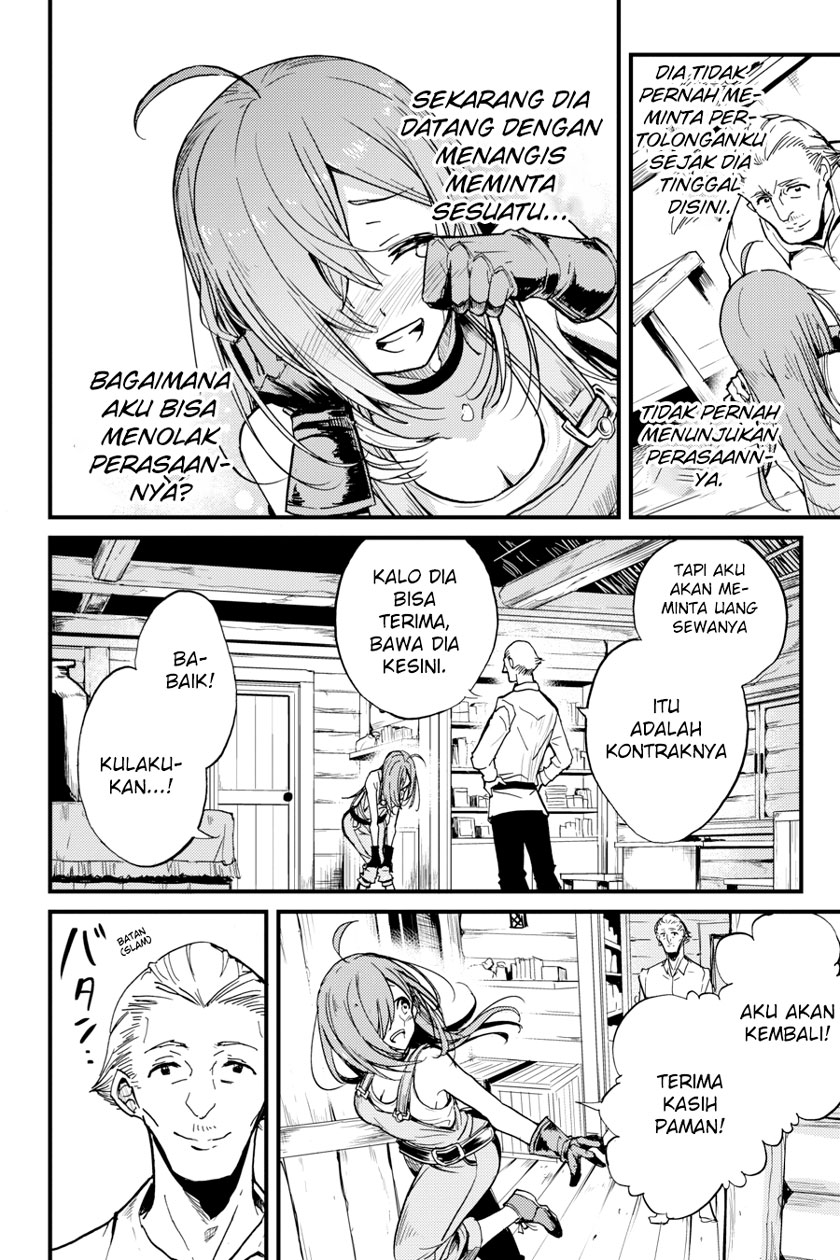 DIA TIDAK
PERNAH ME-
MINTA PER-
TOLONGANKU
SEJAK DIA
TINGGAL
DISINI.
TIDAK PERNAH
MENUNJUKAN
PERASAANN-
YA.
SEKARANG DIA
DATANG DENGAN
MENANGIS
MEMINTA
SESUATU...
BAGAIMANA
AKU BISA
MENOLAK
PERASAAN-
NYA?
TAPI AKU
AKAN ME-
MINTA UANG
SEWANYA
ITU
ADALAH
KONTRAKNYA
KALO DIA
BISA
TERIMA,
BAWA DIA
KESINI.
BA-
BAIK!
KULAKU-
KAN...!
AKU AKAN
KEMBALI!
TERIMA
KASIH
PAMAN!
バタン..
BATAN
(SLAM)